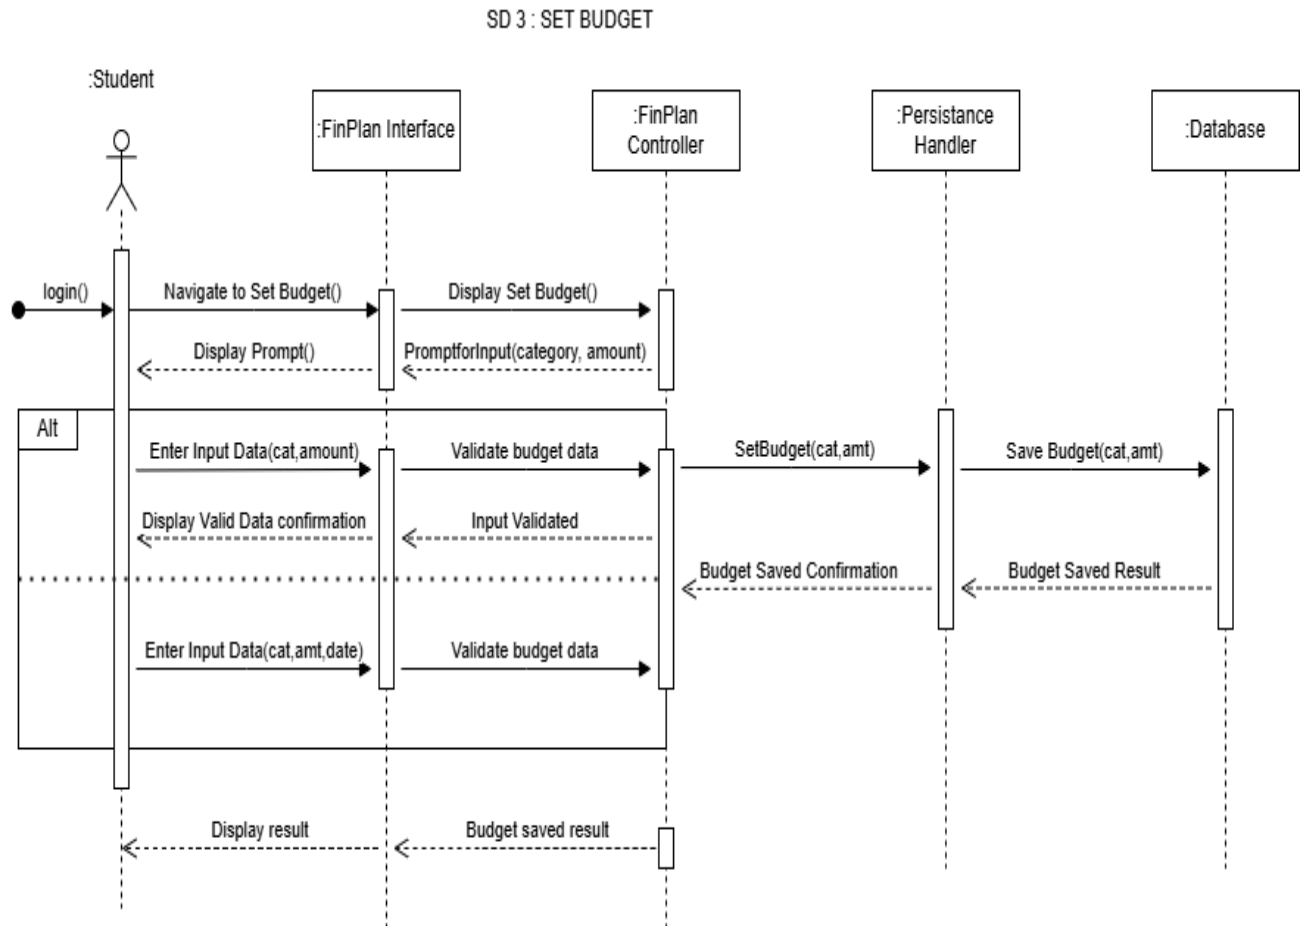 SD 3 : SET BUDGET
:Student
:FinPlan Interface
:FinPlan
Controller
:Persistance
Handler
:Database
login()
Navigate to Set Budget()
Display Set Budget()
Display Prompt()
PromptforInput(category, amount)
Alt
Enter Input Data(cat,amount)
Validate budget data
SetBudget(cat,amt)
Save Budget(cat,amt)
Display Valid Data confirmation
Input Validated
Budget Saved Confirmation
Budget Saved Result
Enter Input Data(cat,amt,date)
Validate budget data
Display result
Budget saved result